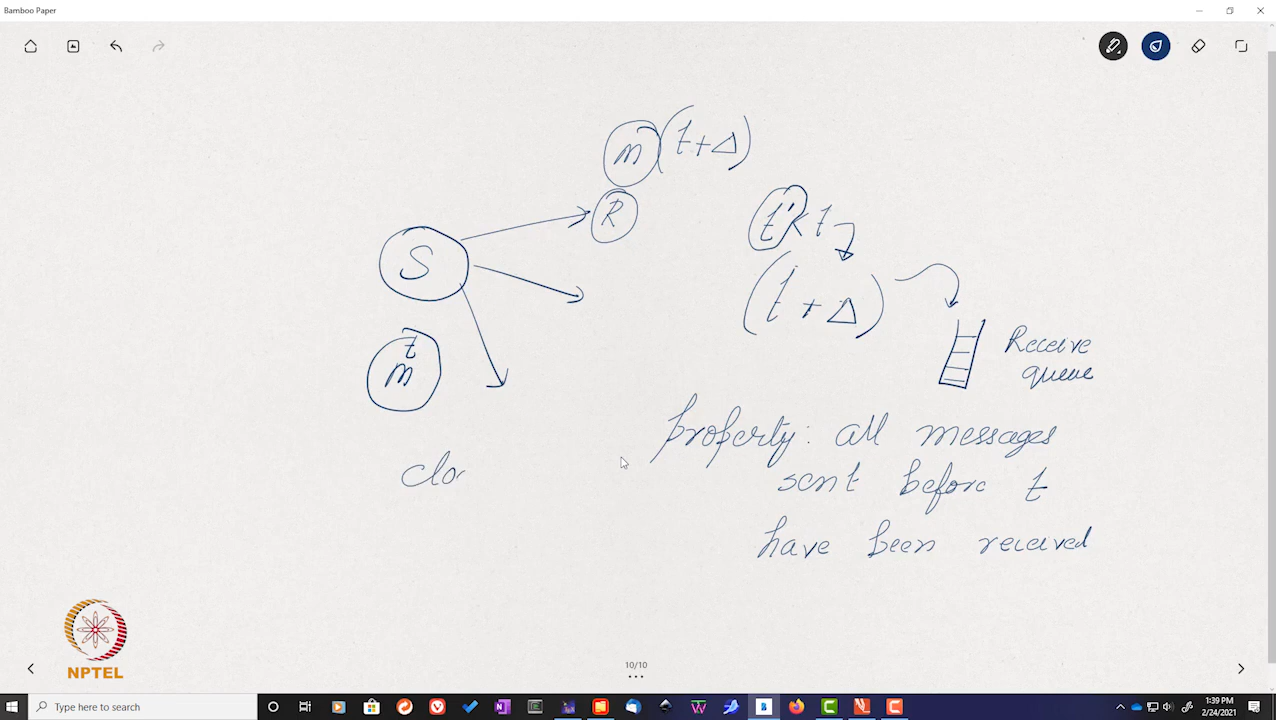 Bamboo Paper
m (t+Δ)
R
S
t' < t
(t + Δ)
t
m
Receive
queue
property: all messages
sent before t
have been received
clo
NPTEL
10/10
Type here to search
1:39 PM
2/24/2021